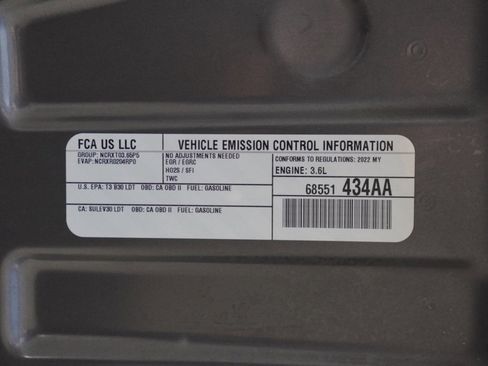 FCA US LLC
VEHICLE EMISSION CONTROL INFORMATION
GROUP: NCRXT03.65P5
EVAP: NCRXR0204RP0
NO ADJUSTMENTS NEEDED
EGR / EGRC
HO2S / SFI
TWC
CONFORMS TO REGULATIONS: 2022 MY
ENGINE: 3.6L
U.S. EPA: T3 B30 LDT OBD: CA OBD II FUEL: GASOLINE
68551 434AA
CA: SULEV30 LDT OBD: CA OBD II FUEL: GASOLINE